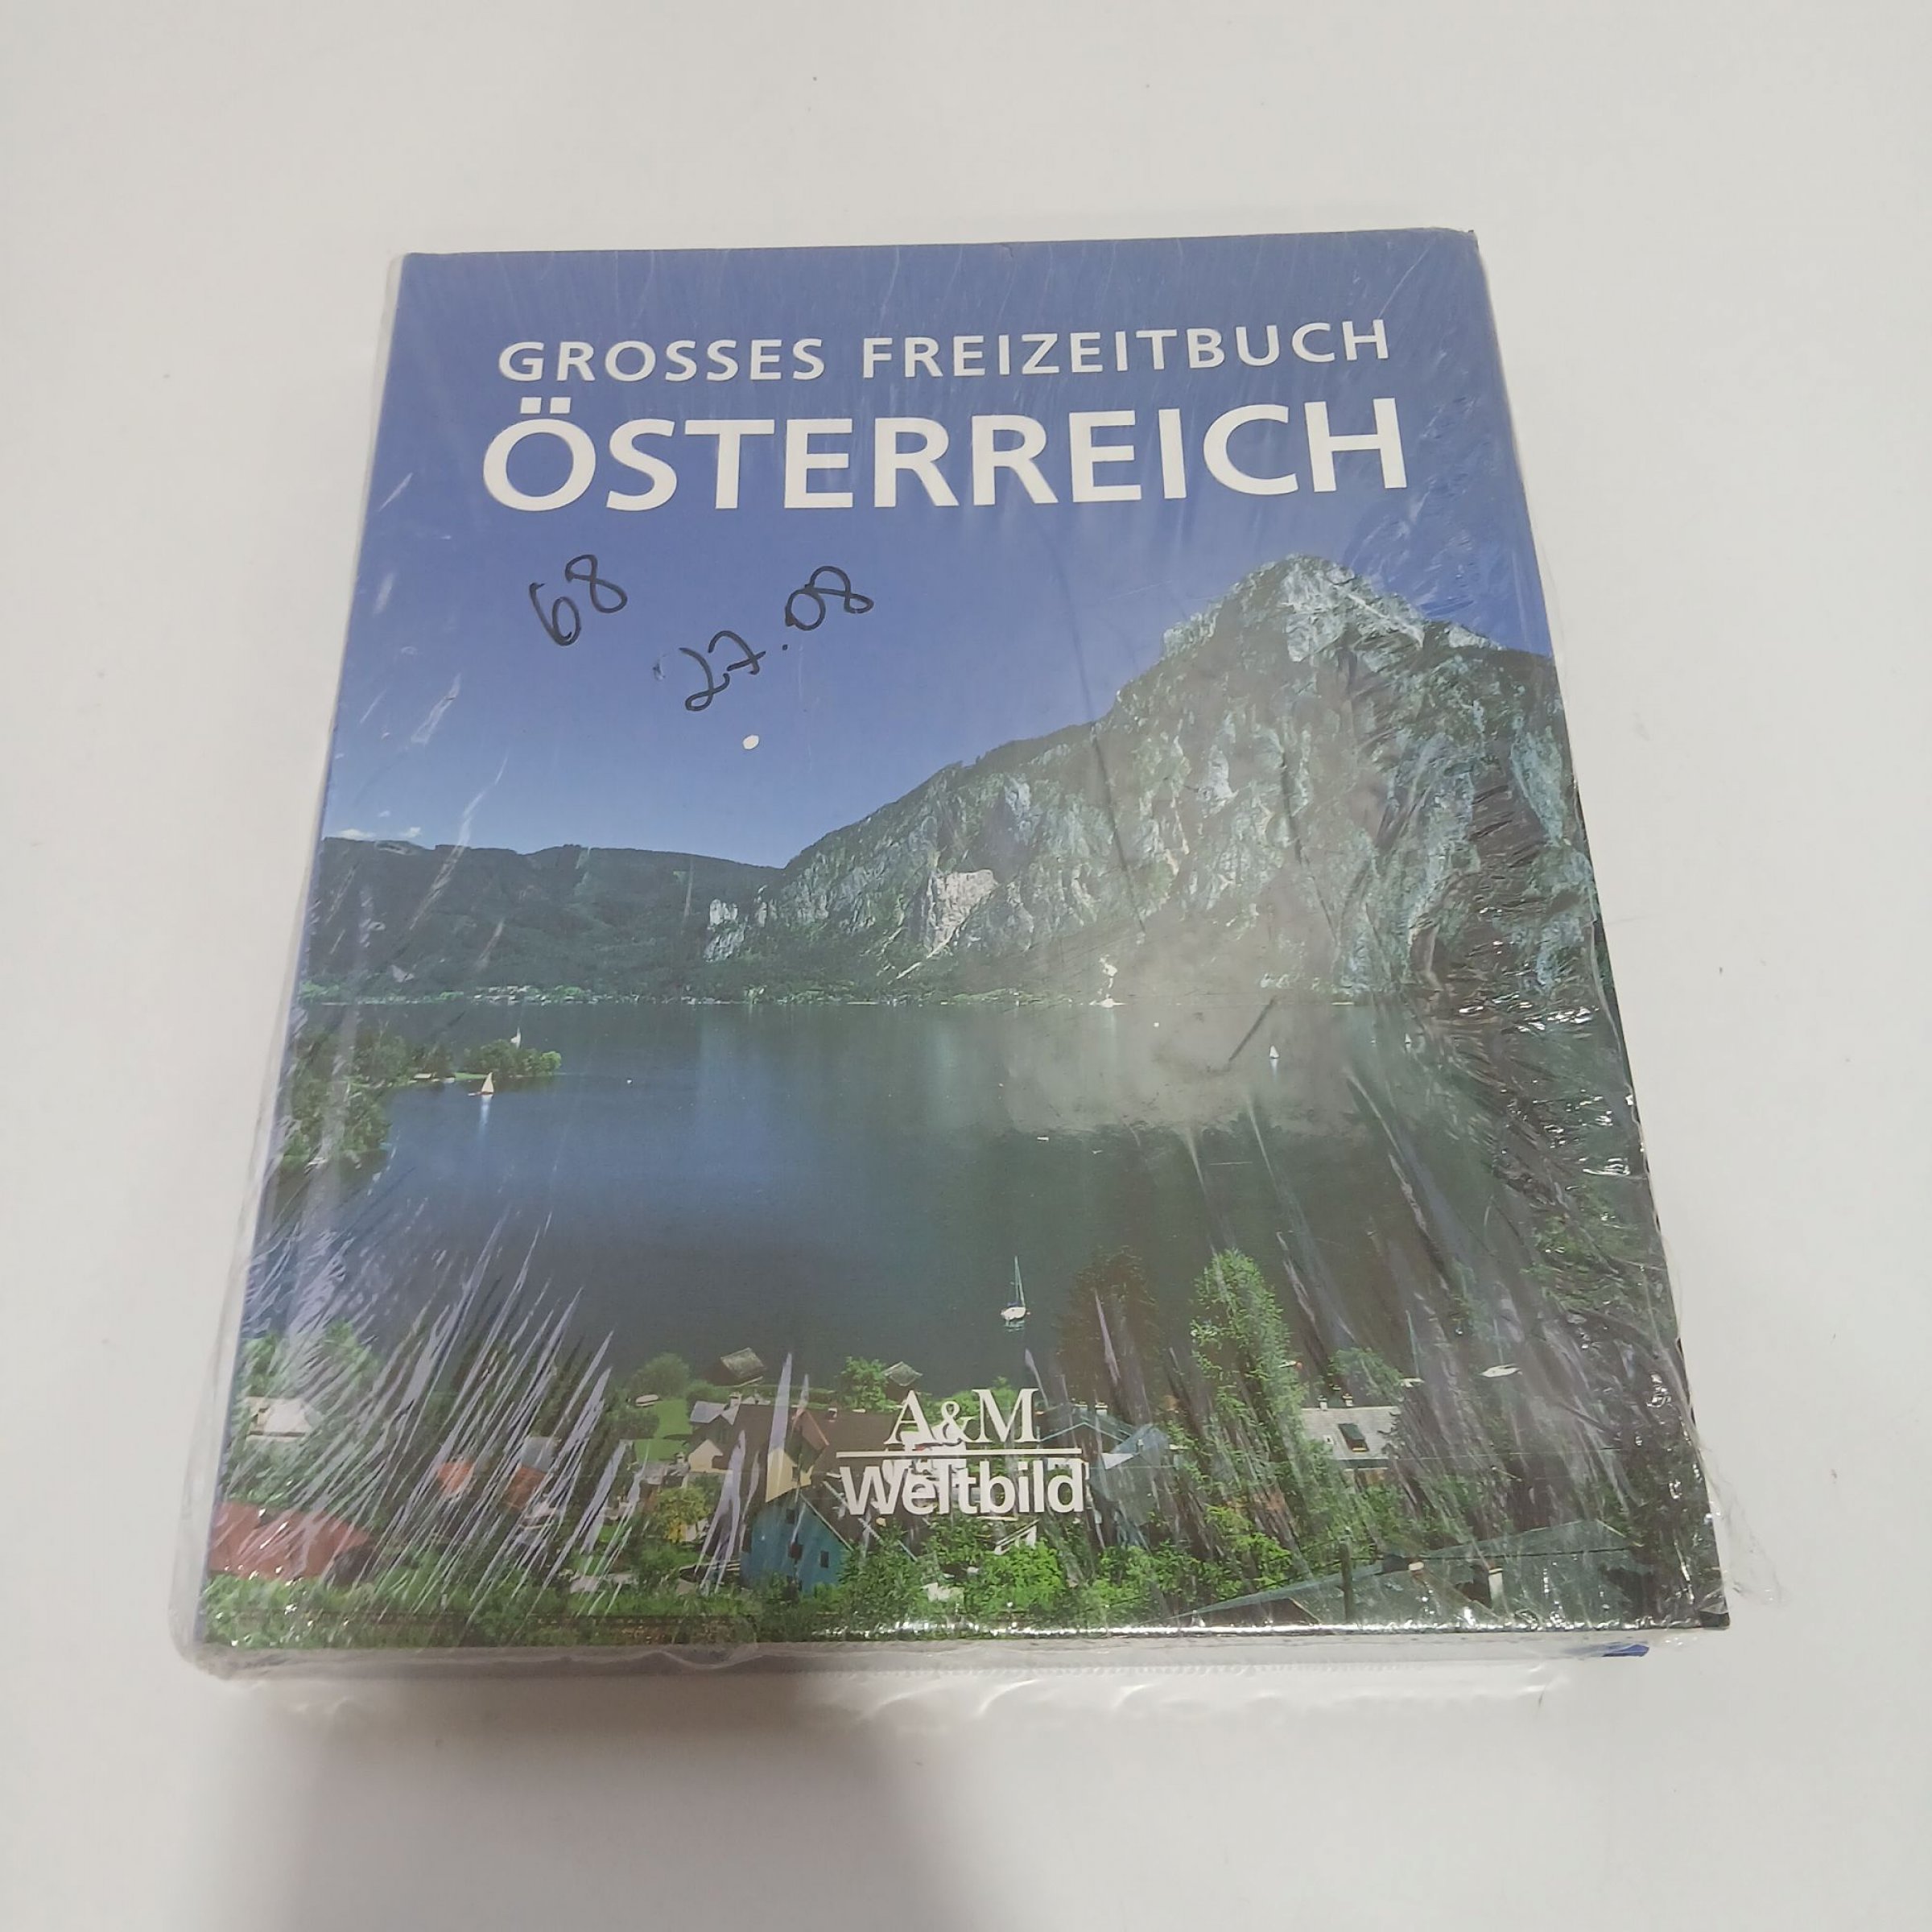 GROSSES FREIZEITBUCH
ÖSTERREICH
68
27.08
A&M
Weltbild